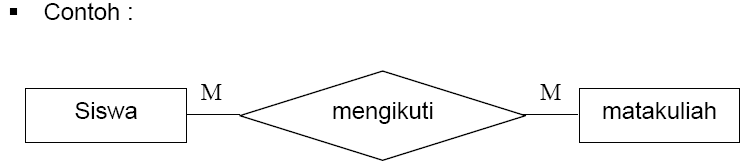 ▪ Contoh :
M M
Siswa mengikuti matakuliah